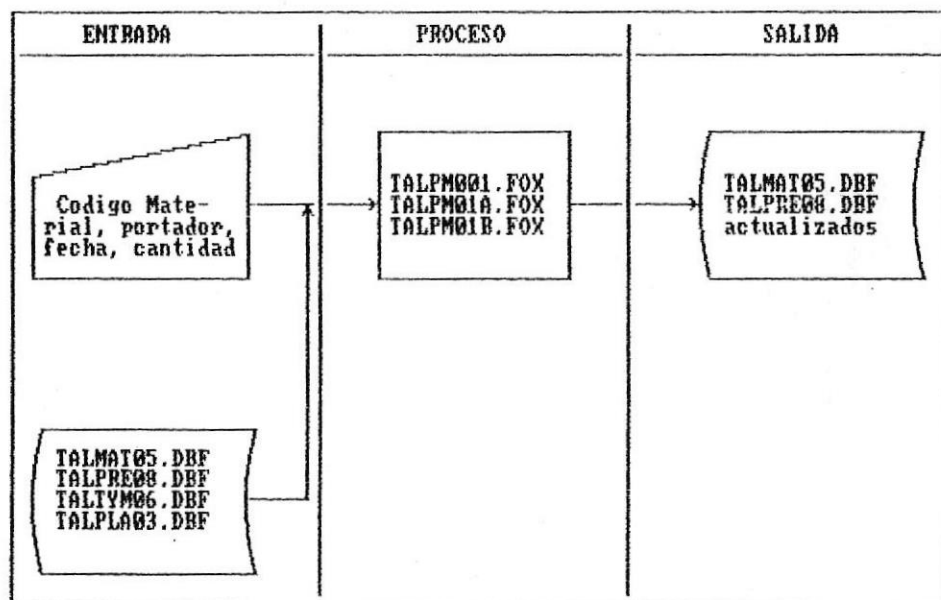 ENTRADA
PROCESO
SALIDA
Codigo Mate-
rial, portador,
fecha, cantidad
TALPM001.FOX
TALPM01A.FOX
TALPM01B.FOX
TALMAT05.DBF
TALPRE08.DBF
actualizados
TALMAT05.DBF
TALPRE08.DBF
TALTYM06.DBF
TALPLA03.DBF